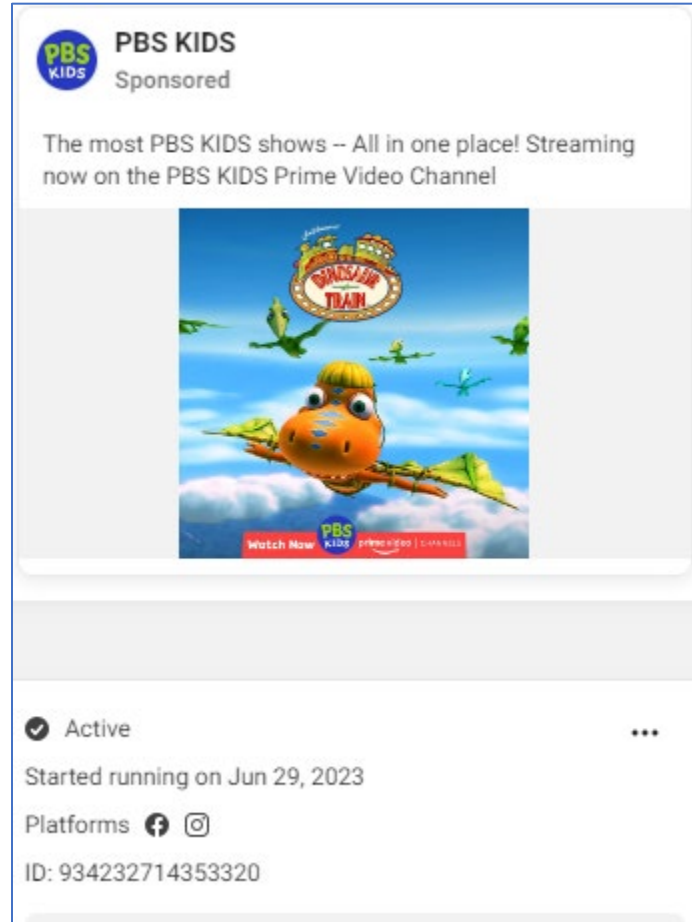 PBS KIDS
PBS
KIDS
Sponsored
The most PBS KIDS shows -- All in one place! Streaming
now on the PBS KIDS Prime Video Channel
DINOSAUR
TRAIN
Watch Now PBS KIDS prime video | CHANNELS
Active
Started running on Jun 29, 2023
Platforms
ID: 934232714353320